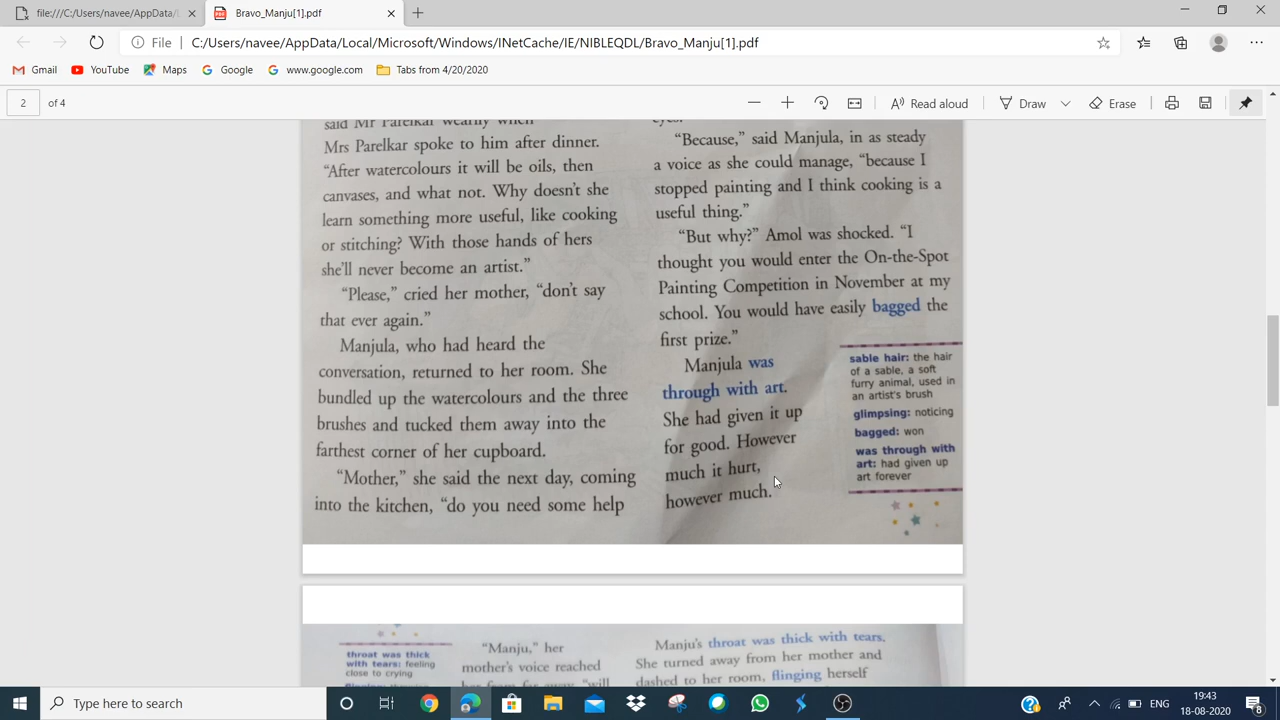 file:///C:/Users/navee/AppData/L
Bravo_Manju[1].pdf
File
C:/Users/navee/AppData/Local/Microsoft/Windows/INetCache/IE/NIBLEQDL/Bravo_Manju[1].pdf
Gmail
YouTube
Maps
Google
www.google.com
Tabs from 4/20/2020
2 of 4
Read aloud
Draw
Erase
said Mr Parelkar wearily when
Mrs Parelkar spoke to him after dinner.
“After watercolours it will be oils, then
canvases, and what not. Why doesn’t she
learn something more useful, like cooking
or stitching? With those hands of hers
she’ll never become an artist.”
“Please,” cried her mother, “don’t say
that ever again.”
Manjula, who had heard the
conversation, returned to her room. She
bundled up the watercolours and the three
brushes and tucked them away into the
farthest corner of her cupboard.
“Mother,” she said the next day, coming
into the kitchen, “do you need some help
eyes.
“Because,” said Manjula, in as steady
a voice as she could manage, “because I
stopped painting and I think cooking is a
useful thing.”
“But why?” Amol was shocked. “I
thought you would enter the On-the-Spot
Painting Competition in November at my
school. You would have easily bagged the
first prize.”
Manjula was
through with art.
She had given it up
for good. However
much it hurt,
however much.
sable hair: the hair
of a sable, a soft
furry animal, used in
an artist's brush
glimpsing: noticing
bagged: won
was through with
art: had given up
art forever
throat was thick
with tears: feeling
close to crying
“Manju,” her
mother’s voice reached
her from far away, “will
Manju’s throat was thick with tears.
She turned away from her mother and
dashed to her room, flinging herself
Type here to search
19:43
18-08-2020
8